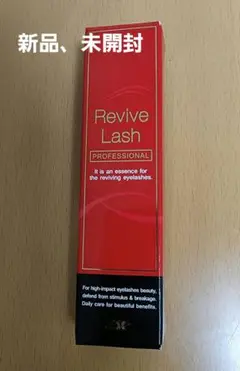 新品、未開封
Revive
Lash
PROFESSIONAL
It is an essence for
the reviving eyelashes.
For high-impact eyelashes beauty,
defend from stimulus & breakage.
Daily care for beautiful benefits.